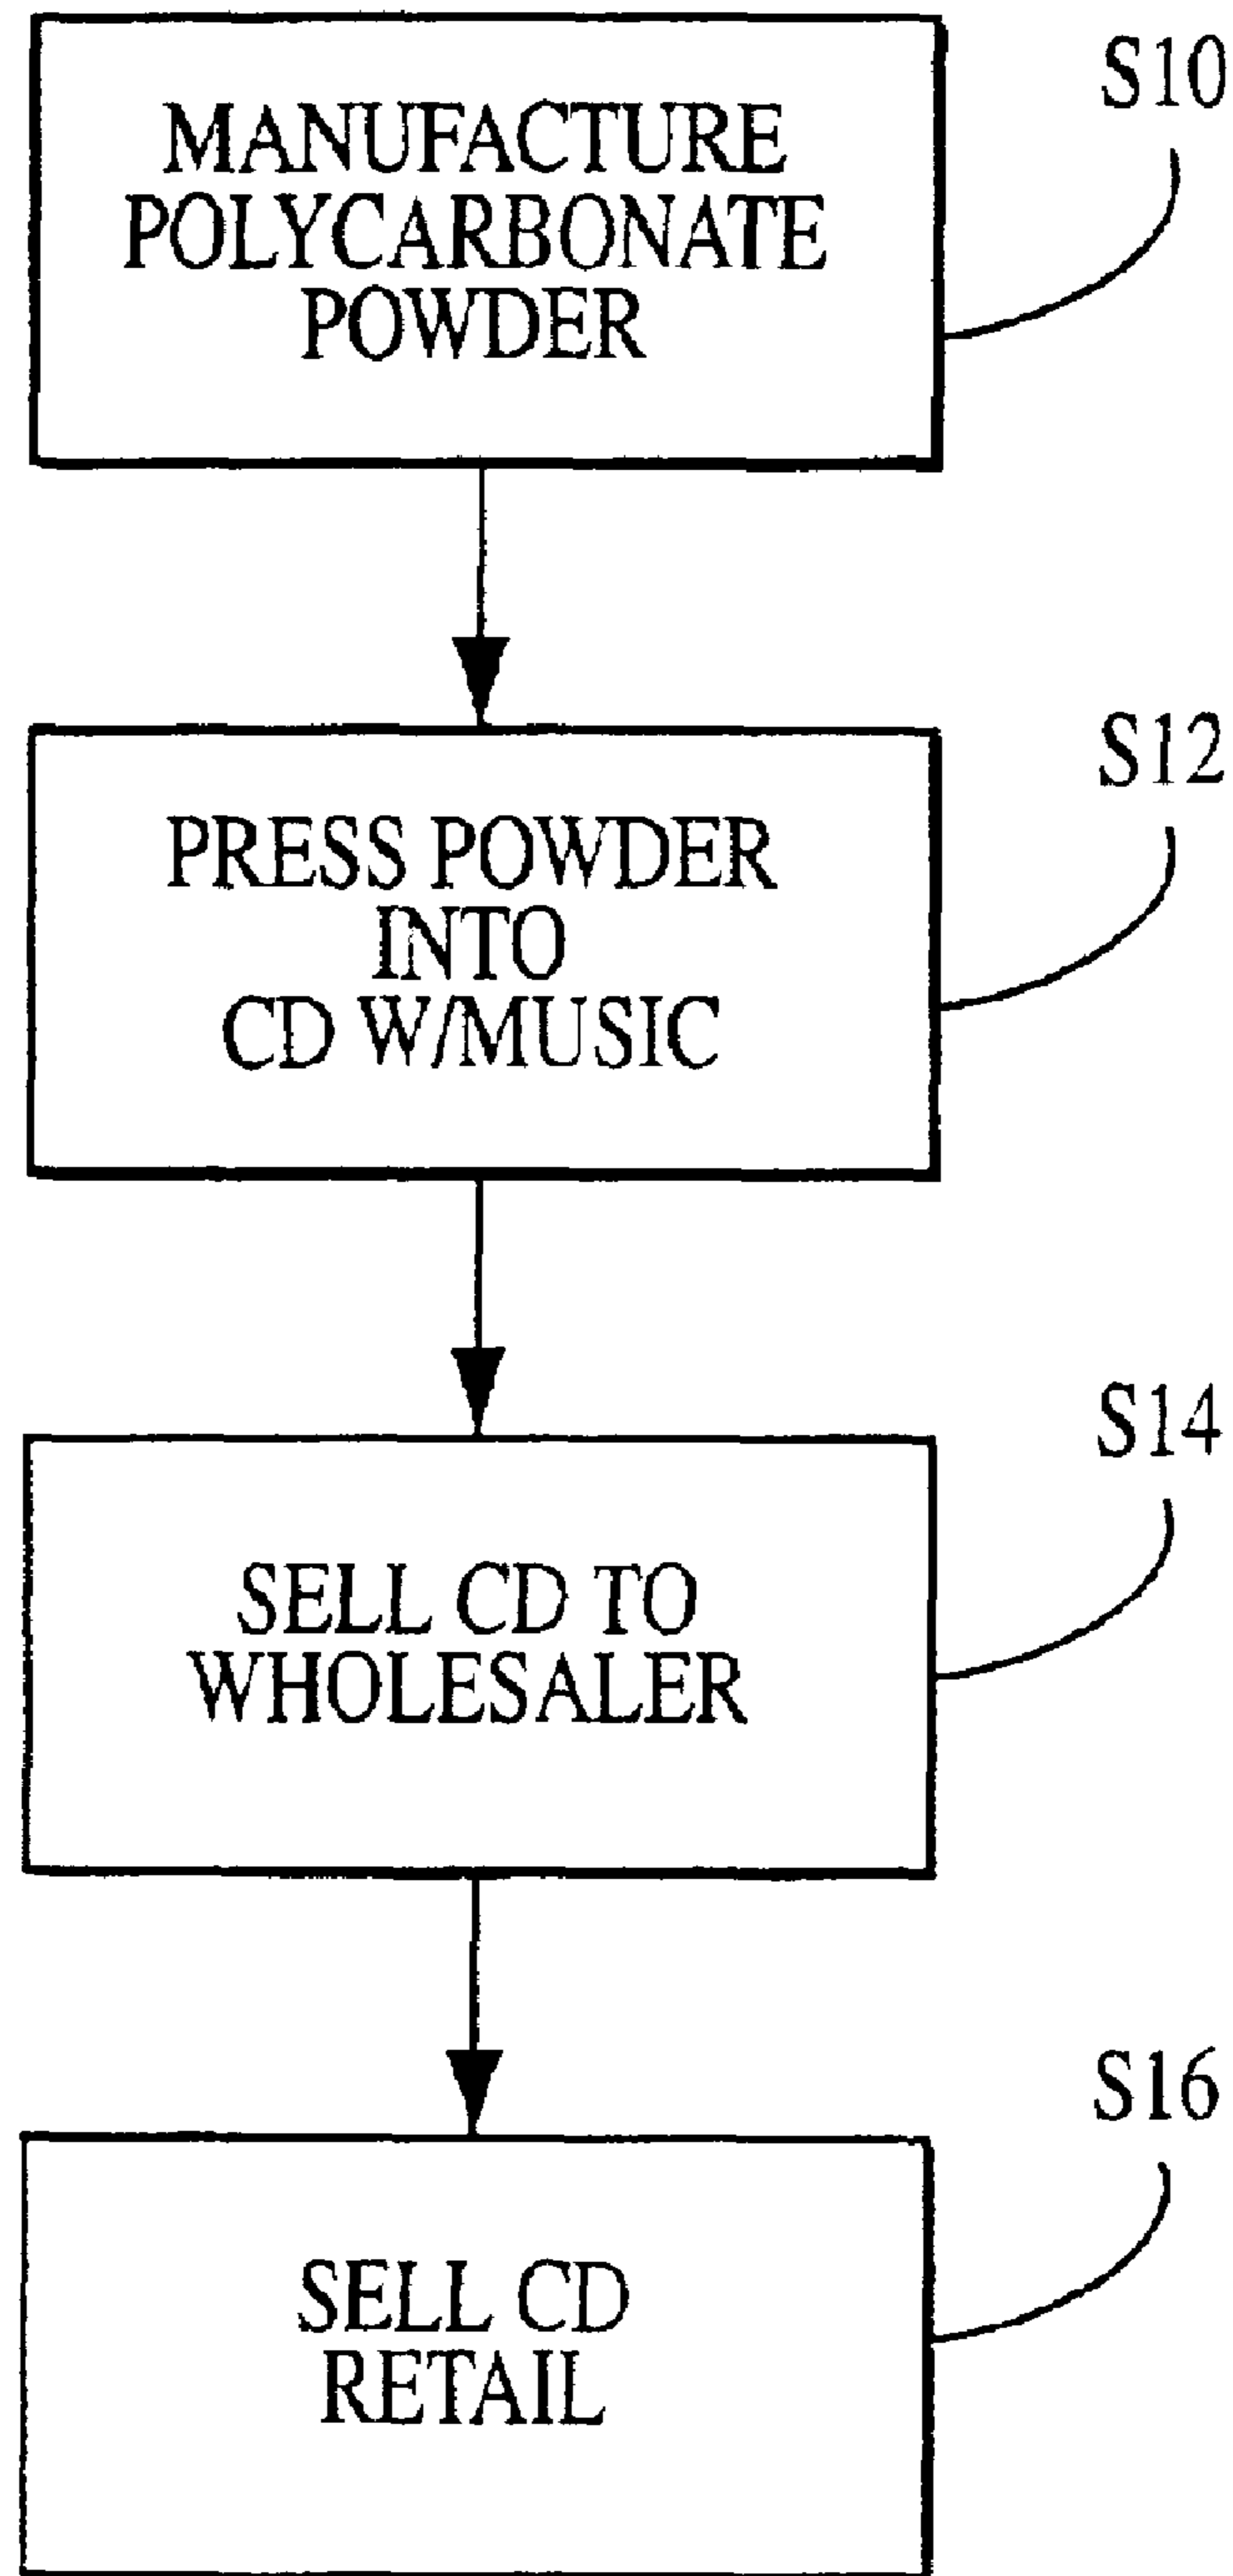 MANUFACTURE
POLYCARBONATE
POWDER
S10
PRESS POWDER
INTO
CD W/MUSIC
S12
SELL CD TO
WHOLESALER
S14
SELL CD
RETAIL
S16